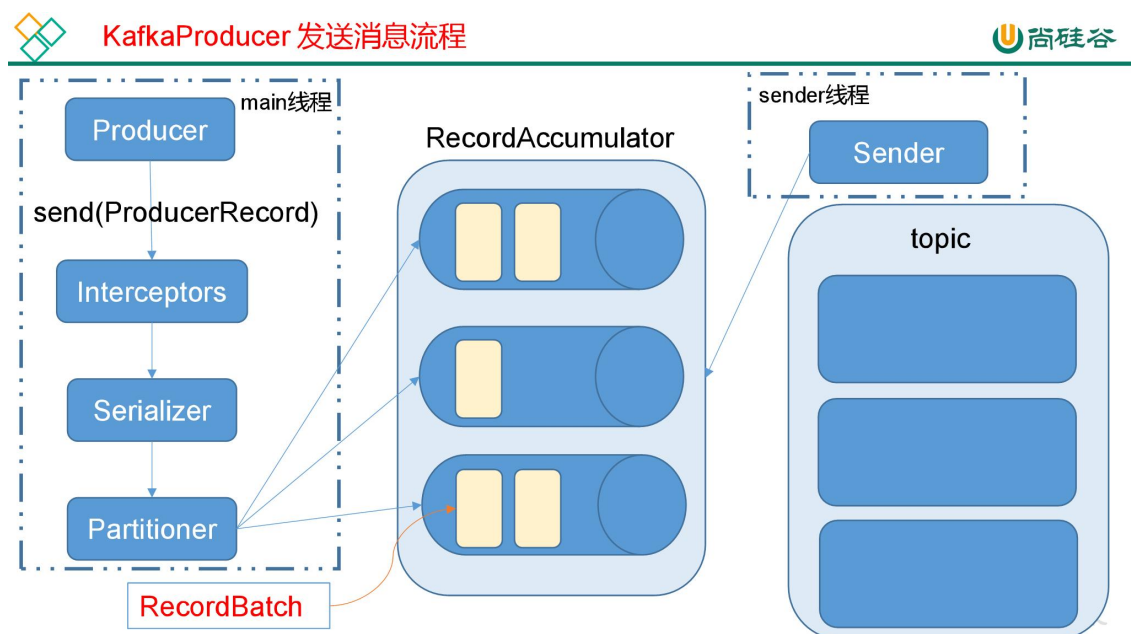 KafkaProducer 发送消息流程
尚硅谷
main线程
Producer
send(ProducerRecord)
Interceptors
Serializer
Partitioner
RecordBatch
RecordAccumulator
sender线程
Sender
topic